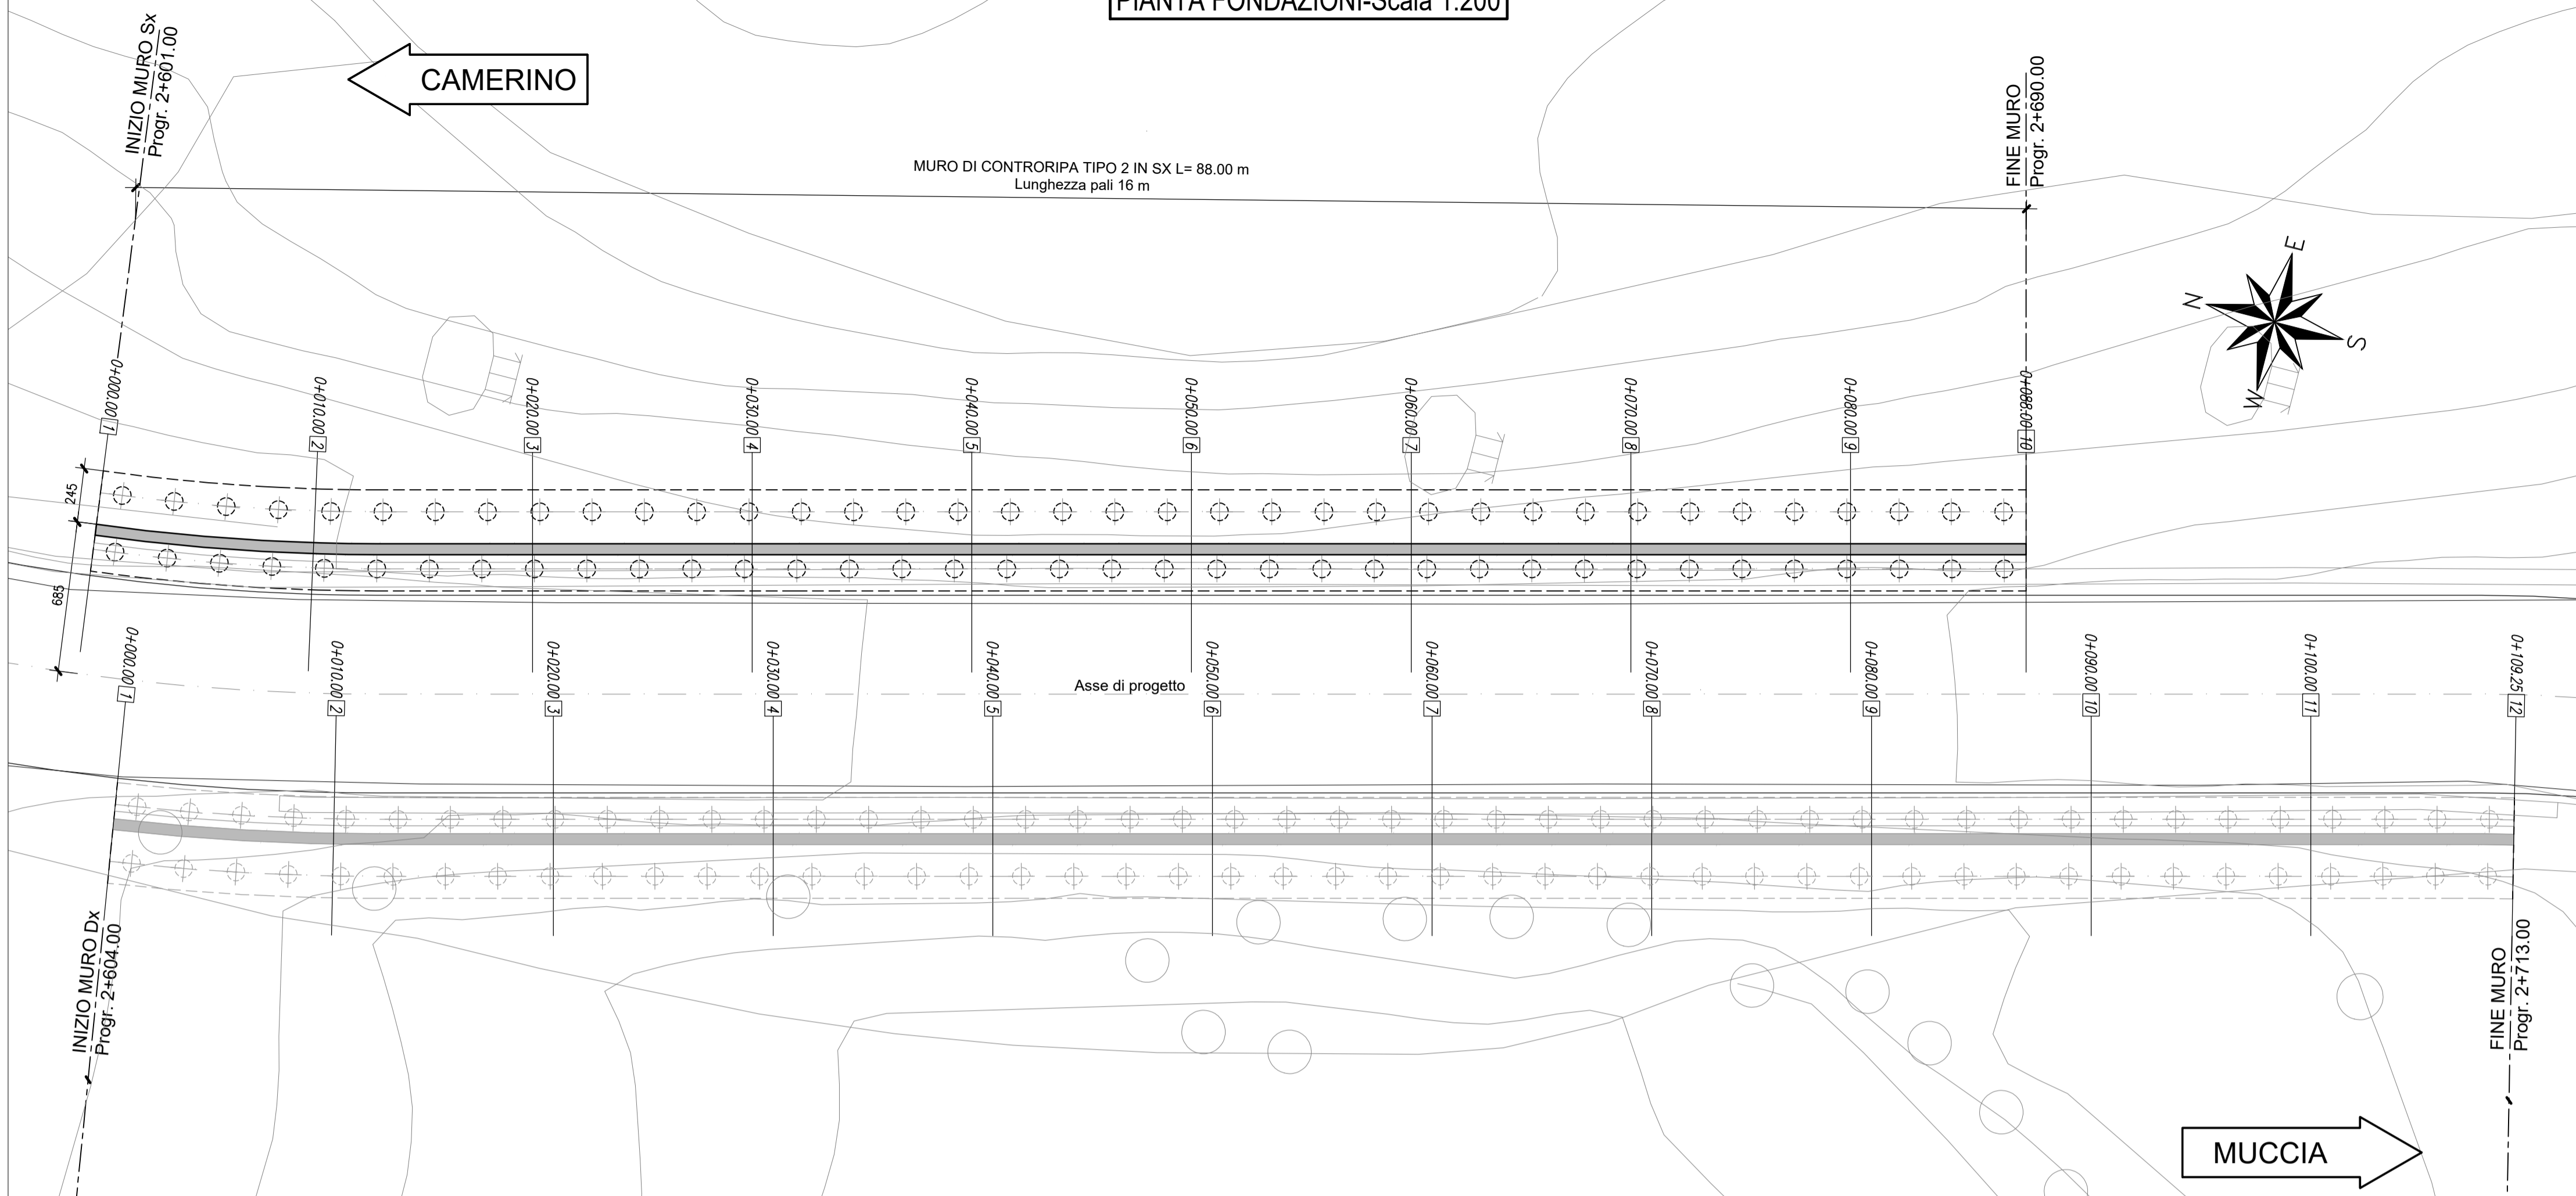 PIANTA FONDAZIONI-Scala 1:200
INIZIO MURO Sx
Progr. 2+601.00
CAMERINO
MURO DI CONTRORIPA TIPO 2 IN SX L= 88.00 m
Lunghezza pali 16 m
FINE MURO
Progr. 2+690.00
N
E
S
W
0+000.00 1
0+010.00 2
0+020.00 3
0+030.00 4
0+040.00 5
0+050.00 6
0+060.00 7
0+070.00 8
0+080.00 9
0+088.00 10
245
685
Asse di progetto
0+000.00 1
0+010.00 2
0+020.00 3
0+030.00 4
0+040.00 5
0+050.00 6
0+060.00 7
0+070.00 8
0+080.00 9
0+090.00 10
0+100.00 11
0+109.25 12
INIZIO MURO Dx
Progr. 2+604.00
FINE MURO
Progr. 2+713.00
MUCCIA